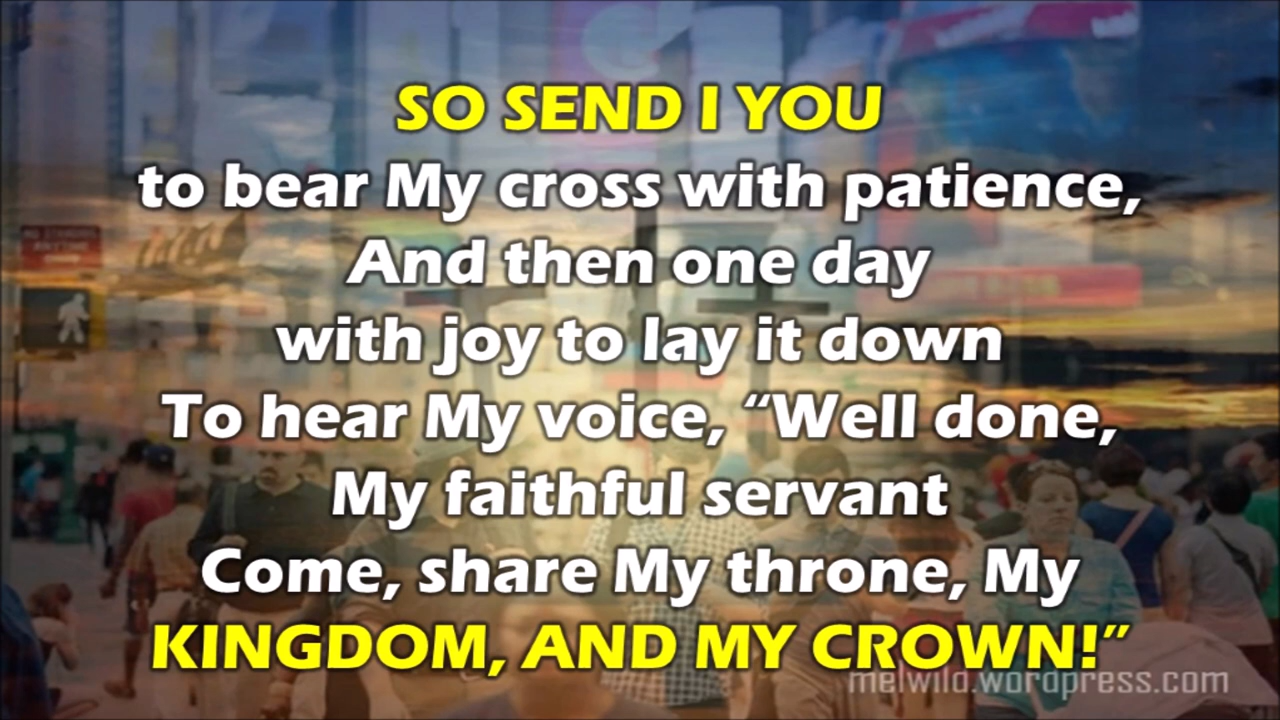 SO SEND I YOU
to bear My cross with patience,
And then one day
with joy to lay it down
To hear My voice, “Well done,
My faithful servant
Come, share My throne, My
KINGDOM, AND MY CROWN!”
melwild.wordpress.com